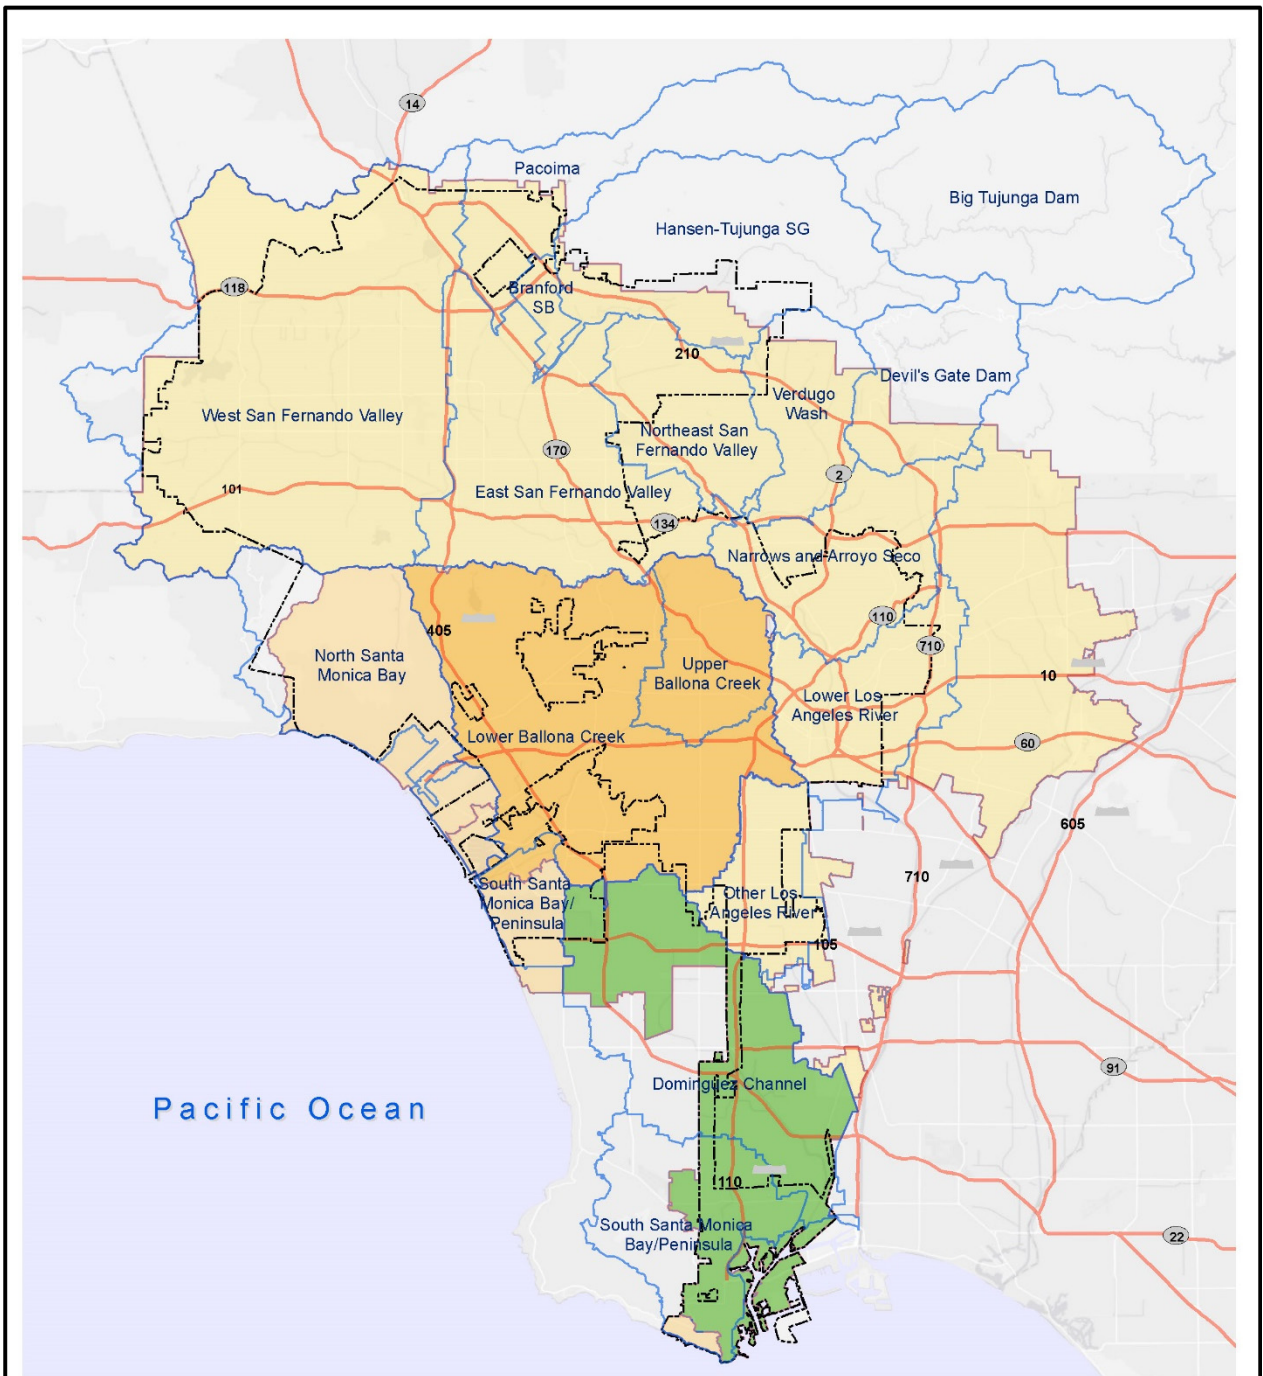 14
Pacoima
Big Tujunga Dam
Hansen-Tujunga SG
118
Branford
SB
210
Devil's Gate Dam
Verdugo
Wash
West San Fernando Valley
Northeast San
Fernando Valley
170
2
101
East San Fernando Valley
134
Narrows and Arroyo Seco
110
405
710
North Santa
Monica Bay
Upper
Ballona Creek
10
Lower Los
Angeles River
Lower Ballona Creek
60
605
710
South Santa
Monica Bay/
Peninsula
Other Los
Angeles River
105
91
Dominguez Channel
Pacific Ocean
110
South Santa Monica
Bay/Peninsula
22